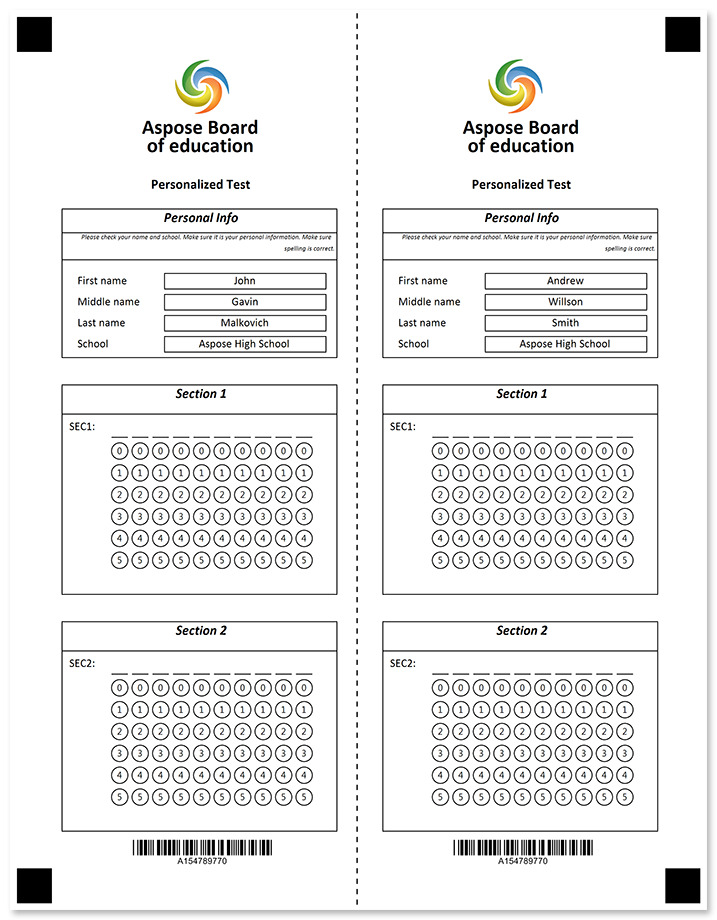 Aspose Board
of education
Personalized Test
Personal Info
Please check your name and school. Make sure it is your personal information. Make sure
spelling is correct.
First name John
Middle name Gavin
Last name Malkovich
School Aspose High School
Section 1
SEC1:
0 0 0 0 0 0 0 0 0 0
1 1 1 1 1 1 1 1 1 1
2 2 2 2 2 2 2 2 2 2
3 3 3 3 3 3 3 3 3 3
4 4 4 4 4 4 4 4 4 4
5 5 5 5 5 5 5 5 5 5
Section 2
SEC2:
0 0 0 0 0 0 0 0 0 0
1 1 1 1 1 1 1 1 1 1
2 2 2 2 2 2 2 2 2 2
3 3 3 3 3 3 3 3 3 3
4 4 4 4 4 4 4 4 4 4
5 5 5 5 5 5 5 5 5 5
A154789770
Aspose Board
of education
Personalized Test
Personal Info
Please check your name and school. Make sure it is your personal information. Make sure
spelling is correct.
First name Andrew
Middle name Willson
Last name Smith
School Aspose High School
Section 1
SEC1:
0 0 0 0 0 0 0 0 0 0
1 1 1 1 1 1 1 1 1 1
2 2 2 2 2 2 2 2 2 2
3 3 3 3 3 3 3 3 3 3
4 4 4 4 4 4 4 4 4 4
5 5 5 5 5 5 5 5 5 5
Section 2
SEC2:
0 0 0 0 0 0 0 0 0 0
1 1 1 1 1 1 1 1 1 1
2 2 2 2 2 2 2 2 2 2
3 3 3 3 3 3 3 3 3 3
4 4 4 4 4 4 4 4 4 4
5 5 5 5 5 5 5 5 5 5
A154789770